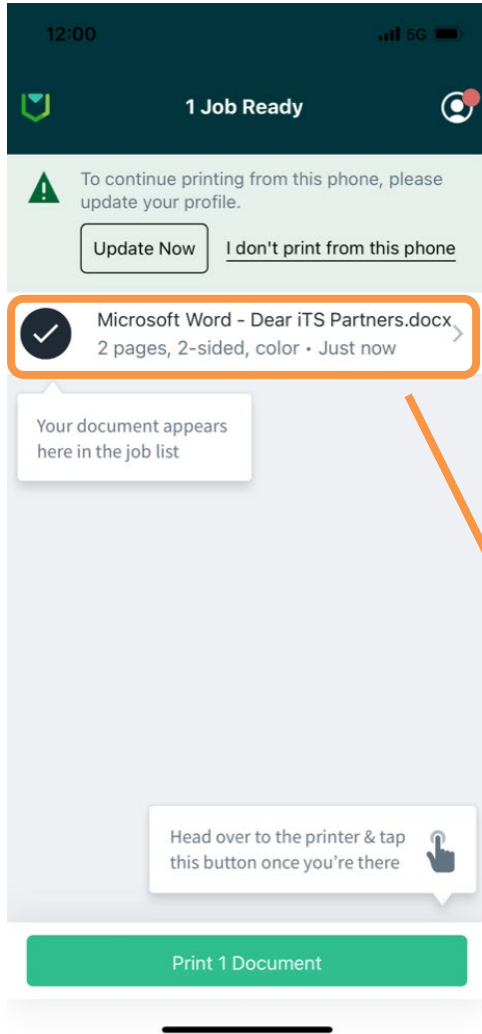 12:00 5G
1 Job Ready
To continue printing from this phone, please
update your profile.
Update Now I don't print from this phone
Microsoft Word - Dear iTS Partners.docx
2 pages, 2-sided, color • Just now
Your document appears
here in the job list
Head over to the printer & tap
this button once you're there
Print 1 Document